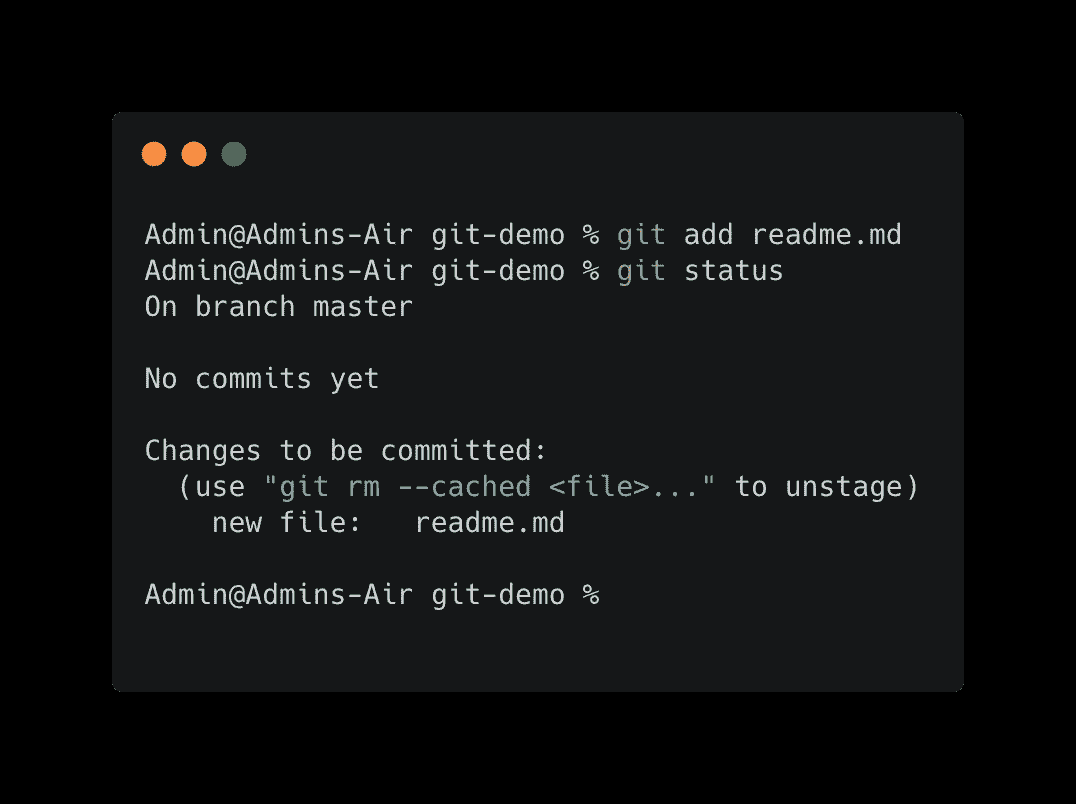 Admin@Admins-Air git-demo % git add readme.md
Admin@Admins-Air git-demo % git status
On branch master
No commits yet
Changes to be committed:
(use "git rm --cached <file>..." to unstage)
new file:   readme.md
Admin@Admins-Air git-demo %